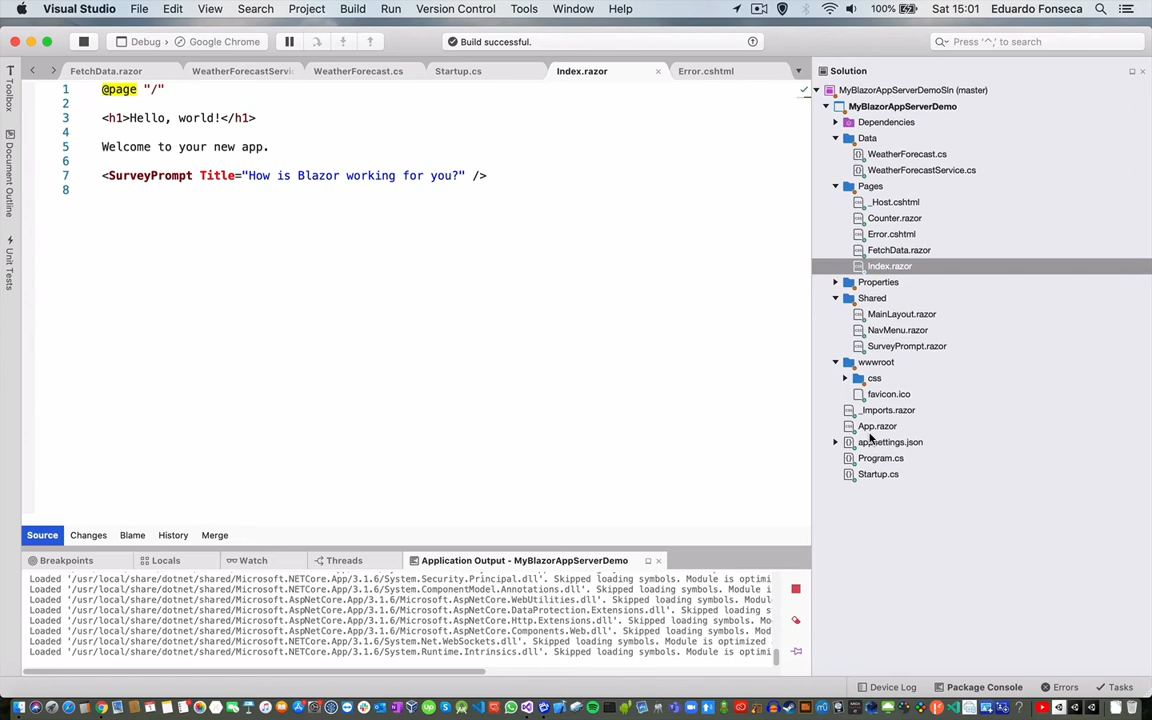 Visual Studio File Edit View Search Project Build Run Version Control Tools Window Help 100% Sat 15:01 Eduardo Fonseca
Debug Google Chrome Build successful. Press '^.' to search
FetchData.razor WeatherForecastServi WeatherForecast.cs Startup.cs Index.razor × Error.cshtml
Toolbox
Document Outline
Unit Tests
1 @page "/"
2
3 <h1>Hello, world!</h1>
4
5 Welcome to your new app.
6
7 <SurveyPrompt Title="How is Blazor working for you?" />
8
Solution
MyBlazorAppServerDemoSln (master)
MyBlazorAppServerDemo
Dependencies
Data
WeatherForecast.cs
WeatherForecastService.cs
Pages
_Host.cshtml
Counter.razor
Error.cshtml
FetchData.razor
Index.razor
Properties
Shared
MainLayout.razor
NavMenu.razor
SurveyPrompt.razor
wwwroot
css
favicon.ico
_Imports.razor
App.razor
appsettings.json
Program.cs
Startup.cs
Source Changes Blame History Merge
Breakpoints Locals Watch Threads Application Output - MyBlazorAppServerDemo
Loaded '/usr/local/share/dotnet/shared/Microsoft.NETCore.App/3.1.6/System.Security.Principal.dll'. Skipped loading symbols. Module is optimi
Loaded '/usr/local/share/dotnet/shared/Microsoft.NETCore.App/3.1.6/System.ComponentModel.Annotations.dll'. Skipped loading symbols. Module i
Loaded '/usr/local/share/dotnet/shared/Microsoft.AspNetCore.App/3.1.6/Microsoft.AspNetCore.WebUtilities.dll'. Skipped loading symbols. Modul
Loaded '/usr/local/share/dotnet/shared/Microsoft.AspNetCore.App/3.1.6/Microsoft.AspNetCore.DataProtection.Extensions.dll'. Skipped loading s
Loaded '/usr/local/share/dotnet/shared/Microsoft.AspNetCore.App/3.1.6/Microsoft.AspNetCore.Http.Extensions.dll'. Skipped loading symbols. Mo
Loaded '/usr/local/share/dotnet/shared/Microsoft.AspNetCore.App/3.1.6/Microsoft.AspNetCore.Components.Web.dll'. Skipped loading symbols. Mod
Loaded '/usr/local/share/dotnet/shared/Microsoft.NETCore.App/3.1.6/System.Net.WebSockets.dll'. Skipped loading symbols. Module is optimized
Loaded '/usr/local/share/dotnet/shared/Microsoft.NETCore.App/3.1.6/System.Runtime.Intrinsics.dll'. Skipped loading symbols. Module is optimi
Device Log Package Console Errors Tasks